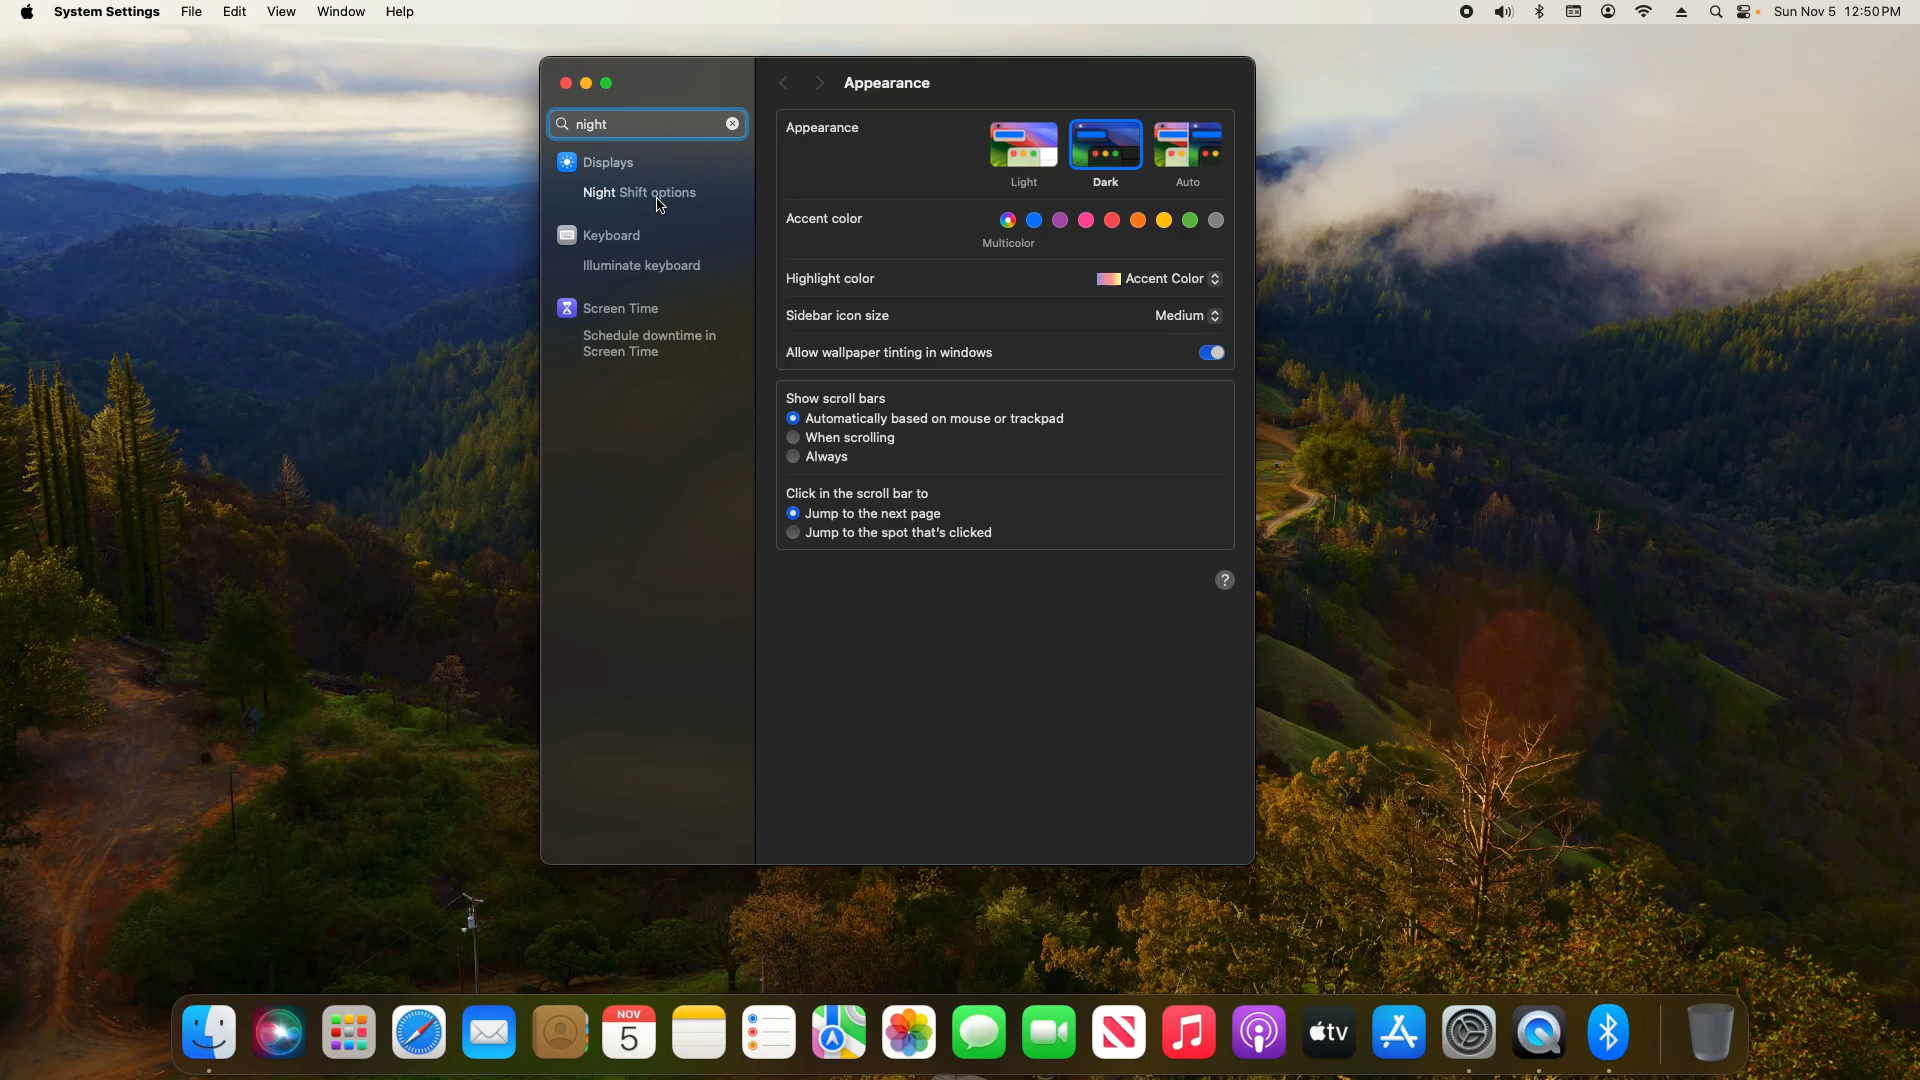 System Settings File Edit View Window Help
Sun Nov 5 12:50 PM
night
Displays
Night Shift options
Keyboard
Illuminate keyboard
Screen Time
Schedule downtime in
Screen Time
Appearance
Appearance
Light Dark Auto
Accent color
Multicolor
Highlight color Accent Color
Sidebar icon size Medium
Allow wallpaper tinting in windows
Show scroll bars
Automatically based on mouse or trackpad
When scrolling
Always
Click in the scroll bar to
Jump to the next page
Jump to the spot that's clicked
?
NOV
5
tv